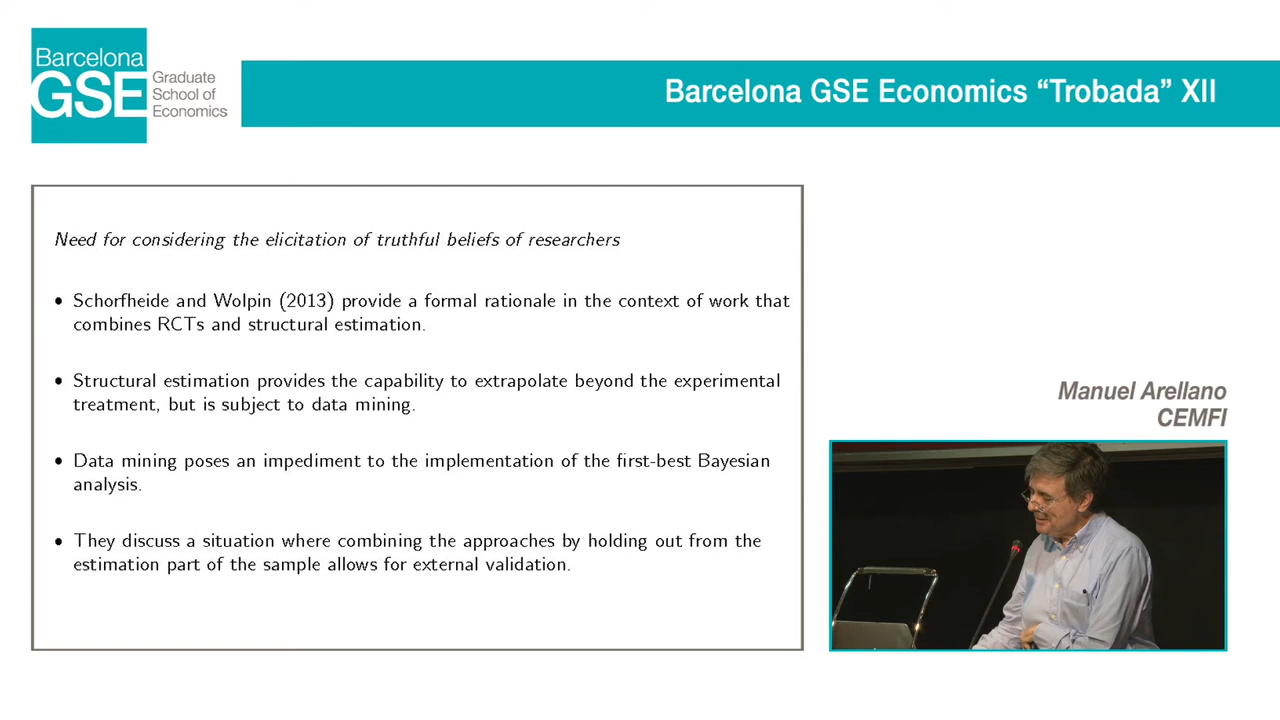 Barcelona
GSE
Graduate
School of
Economics
Barcelona GSE Economics “Trobada” XII
Need for considering the elicitation of truthful beliefs of researchers
• Schorfheide and Wolpin (2013) provide a formal rationale in the context of work that
combines RCTs and structural estimation.
• Structural estimation provides the capability to extrapolate beyond the experimental
treatment, but is subject to data mining.
• Data mining poses an impediment to the implementation of the first-best Bayesian
analysis.
• They discuss a situation where combining the approaches by holding out from the
estimation part of the sample allows for external validation.
Manuel Arellano
CEMFI